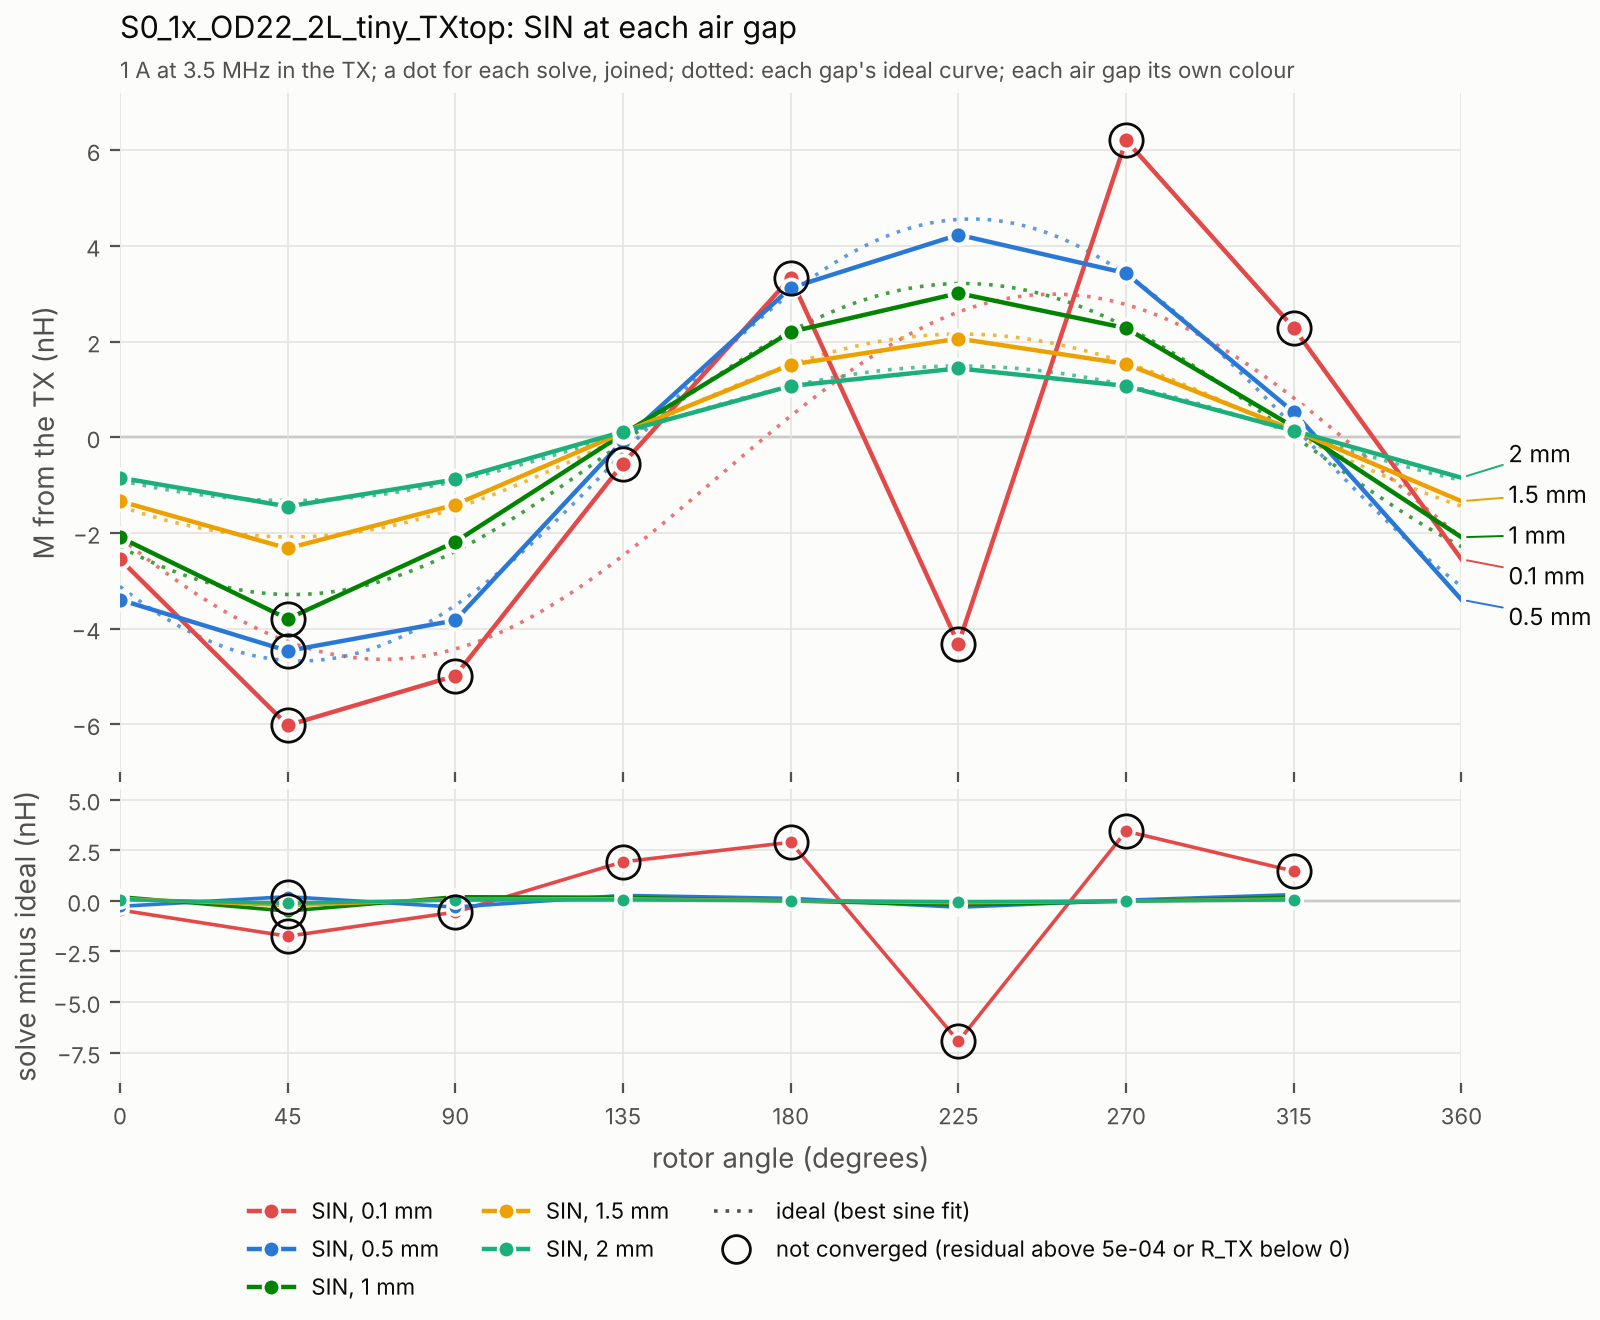 S0_1x_OD22_2L_tiny_TXtop: SIN at each air gap
1 A at 3.5 MHz in the TX; a dot for each solve, joined; dotted: each gap's ideal curve; each air gap its own colour
M from the TX (nH)
6
4
2
0
−2
−4
−6
2 mm
1.5 mm
1 mm
0.1 mm
0.5 mm
solve minus ideal (nH)
5.0
2.5
0.0
−2.5
−5.0
−7.5
0 45 90 135 180 225 270 315 360
rotor angle (degrees)
SIN, 0.1 mm
SIN, 0.5 mm
SIN, 1 mm
SIN, 1.5 mm
SIN, 2 mm
ideal (best sine fit)
not converged (residual above 5e-04 or R_TX below 0)